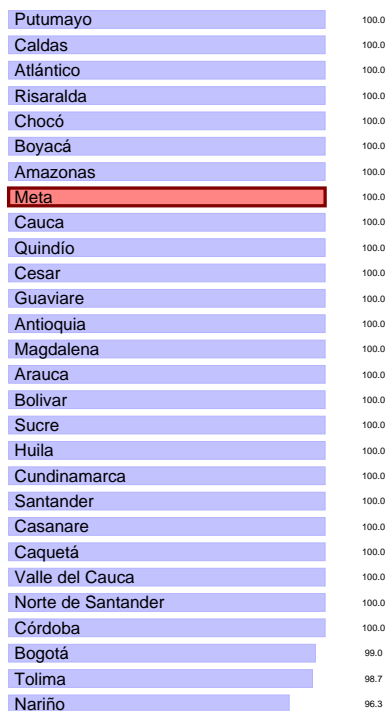 Putumayo 100.0
Caldas 100.0
Atlántico 100.0
Risaralda 100.0
Chocó 100.0
Boyacá 100.0
Amazonas 100.0
Meta 100.0
Cauca 100.0
Quindío 100.0
Cesar 100.0
Guaviare 100.0
Antioquia 100.0
Magdalena 100.0
Arauca 100.0
Bolivar 100.0
Sucre 100.0
Huila 100.0
Cundinamarca 100.0
Santander 100.0
Casanare 100.0
Caquetá 100.0
Valle del Cauca 100.0
Norte de Santander 100.0
Córdoba 100.0
Bogotá 99.0
Tolima 98.7
Nariño 96.3